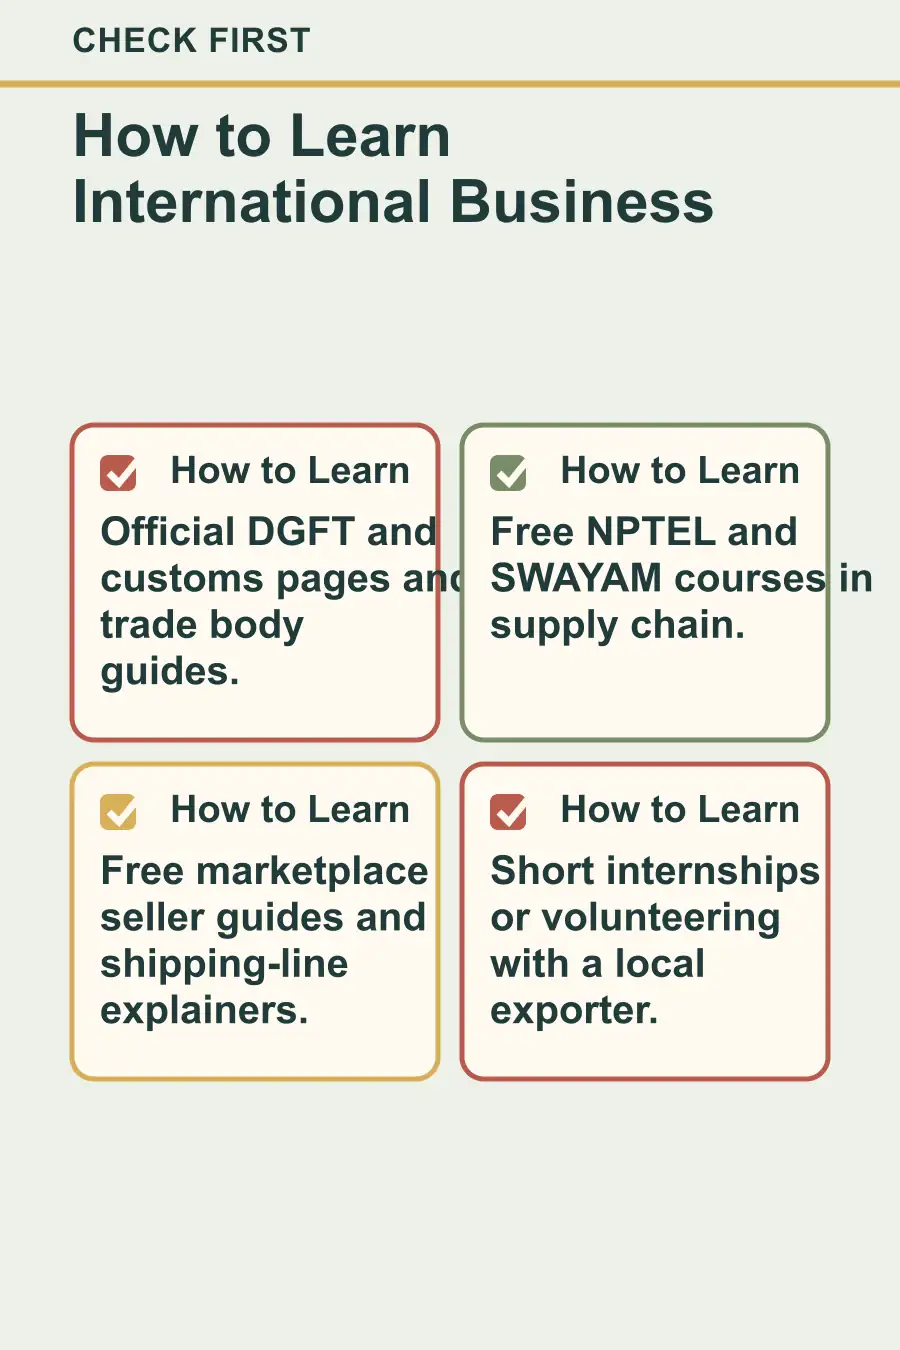 CHECK FIRST
How to Learn
International Business
How to Learn
Official DGFT and
customs pages and
trade body
guides.
How to Learn
Free NPTEL and
SWAYAM courses in
supply chain.
How to Learn
Free marketplace
seller guides and
shipping-line
explainers.
How to Learn
Short internships
or volunteering
with a local
exporter.